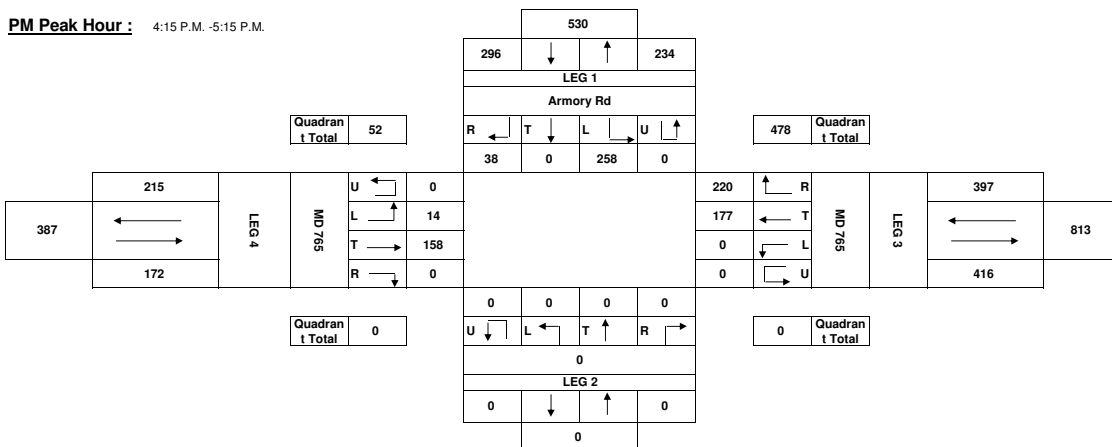 PM Peak Hour : 4:15 P.M. -5:15 P.M.
530
296 234
LEG 1
Armory Rd
Quadran
t Total 52
R T L U
478 Quadran
t Total
38 0 258 0
215 U 0 220 R 397
387 LEG 4 MD 765 L 14 177 T MD 765 LEG 3 813
T 158 0 L
172 R 0 0 U 416
0 0 0 0
Quadran
t Total 0
U L T R
0 Quadran
t Total
0
LEG 2
0 0
0